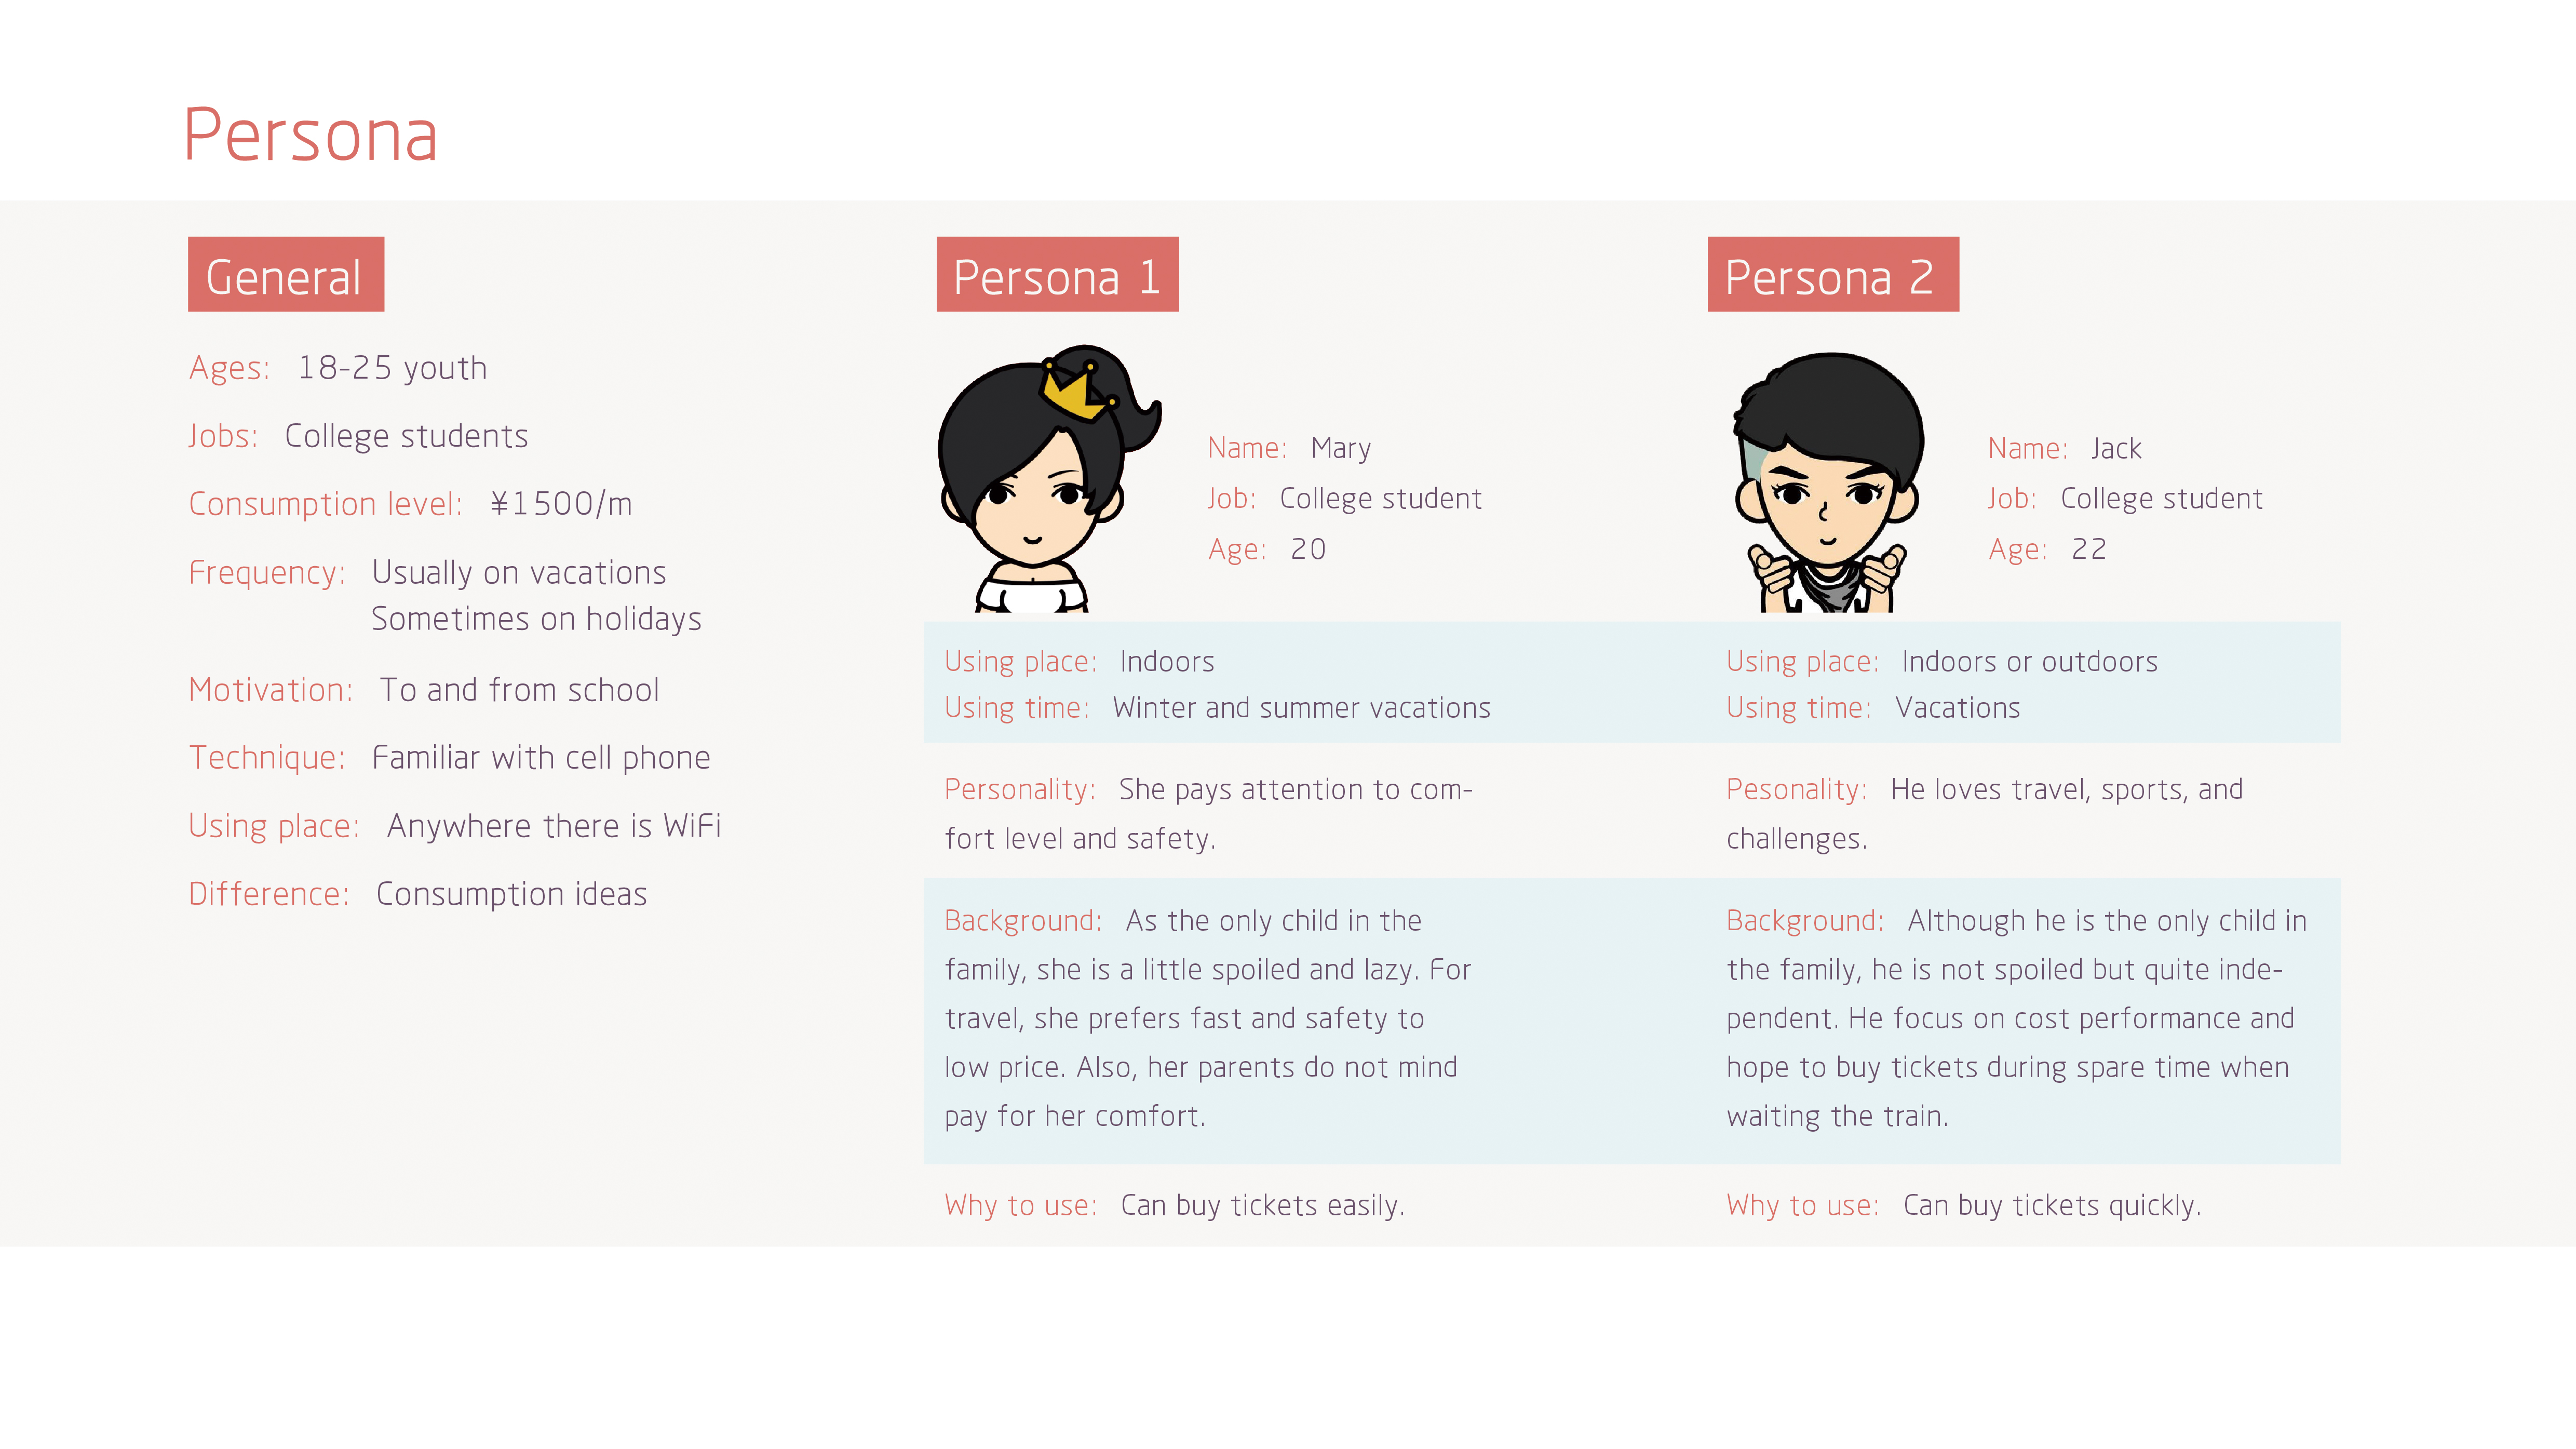 Persona
General
Ages: 18-25 youth
Jobs: College students
Consumption level: ¥1500/m
Frequency: Usually on vacations
Sometimes on holidays
Motivation: To and from school
Technique: Familiar with cell phone
Using place: Anywhere there is WiFi
Difference: Consumption ideas
Persona 1
Name: Mary
Job: College student
Age: 20
Using place: Indoors
Using time: Winter and summer vacations
Personality: She pays attention to com-
fort level and safety.
Background: As the only child in the
family, she is a little spoiled and lazy. For
travel, she prefers fast and safety to
low price. Also, her parents do not mind
pay for her comfort.
Why to use: Can buy tickets easily.
Persona 2
Name: Jack
Job: College student
Age: 22
Using place: Indoors or outdoors
Using time: Vacations
Pesonality: He loves travel, sports, and
challenges.
Background: Although he is the only child in
the family, he is not spoiled but quite inde-
pendent. He focus on cost performance and
hope to buy tickets during spare time when
waiting the train.
Why to use: Can buy tickets quickly.